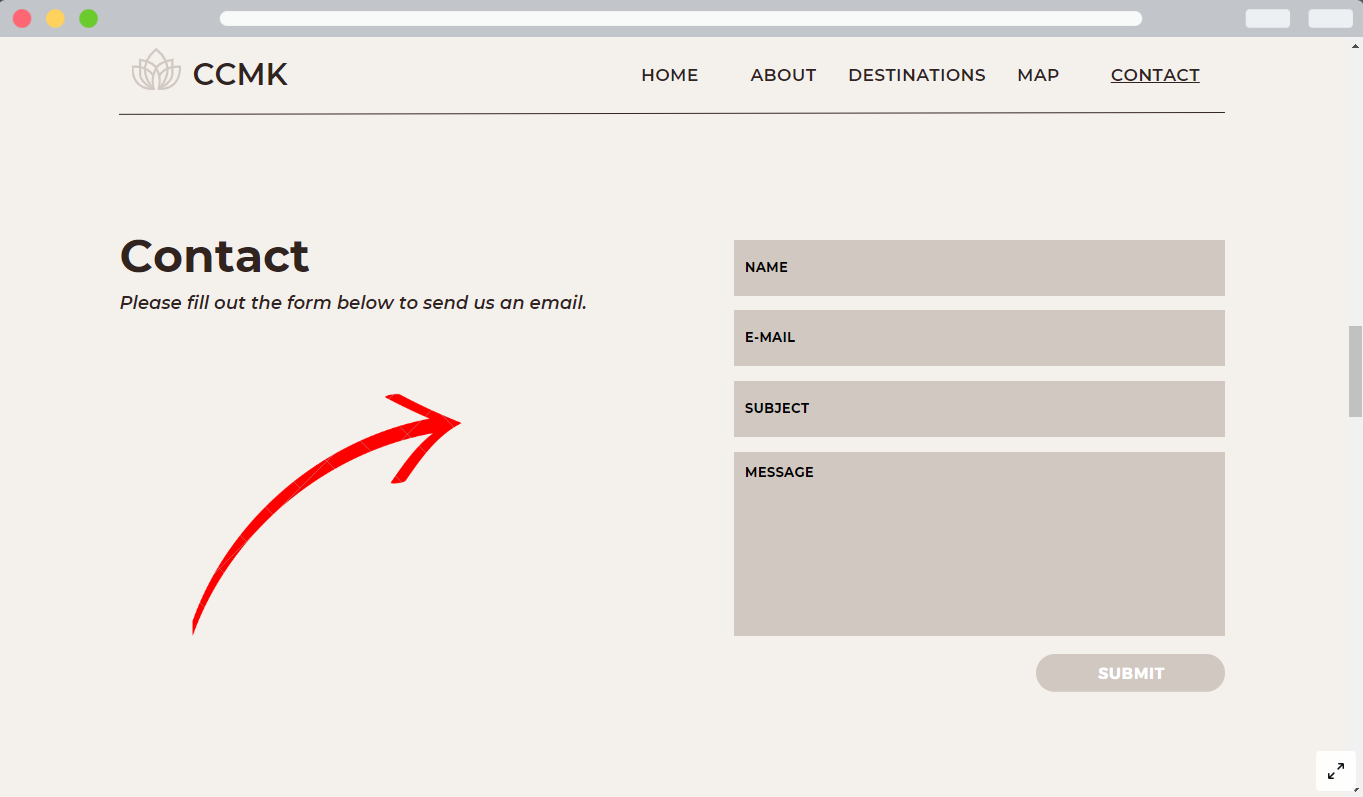 CCMK
HOME ABOUT DESTINATIONS MAP CONTACT
Contact
Please fill out the form below to send us an email.
NAME
E-MAIL
SUBJECT
MESSAGE
SUBMIT